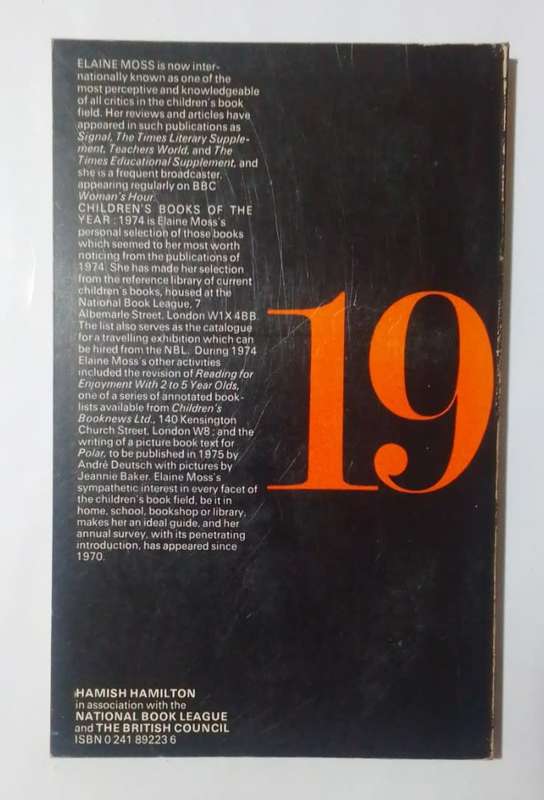 ELAINE MOSS is now inter-
nationally known as one of the
most perceptive and knowledgeable
of all critics in the children's book
field. Her reviews and articles have
appeared in such publications as
Signal, The Times Literary Supple-
ment, Teachers World, and The
Times Educational Supplement, and
she is a frequent broadcaster,
appearing regularly on BBC
Woman's Hour.
CHILDREN'S BOOKS OF THE
YEAR: 1974 is Elaine Moss's
personal selection of those books
which seemed to her most worth
noticing from the publications of
1974. She has made her selection
from the reference library of current
children's books, housed at the
National Book League, 7
Albemarle Street, London W1X 4BB.
The list also serves as the catalogue
for a travelling exhibition which can
be hired from the NBL. During 1974
Elaine Moss's other activities
included the revision of Reading for
Enjoyment With 2 to 5 Year Olds,
one of a series of annotated book-
lists available from Children's
Booknews Ltd., 140 Kensington
Church Street, London W8; and the
writing of a picture book text for
Polar, to be published in 1975 by
André Deutsch with pictures by
Jeannie Baker. Elaine Moss's
sympathetic interest in every facet of
the children's book field, be it in
home, school, bookshop or library,
makes her an ideal guide, and her
annual survey, with its penetrating
introduction, has appeared since
1970.
19
HAMISH HAMILTON
in association with the
NATIONAL BOOK LEAGUE
and THE BRITISH COUNCIL
ISBN 0 241 89223 6